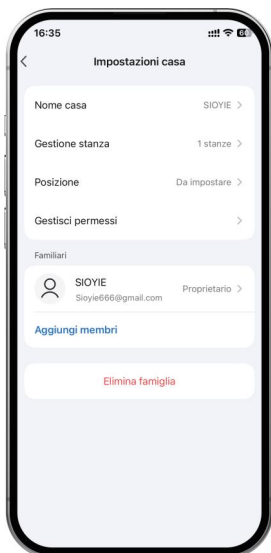 16:35
60
Impostazioni casa
Nome casa SIOYIE
Gestione stanza 1 stanze
Posizione Da impostare
Gestisci permessi
Familiari
SIOYIE
Sioyie666@gmail.com
Proprietario
Aggiungi membri
Elimina famiglia